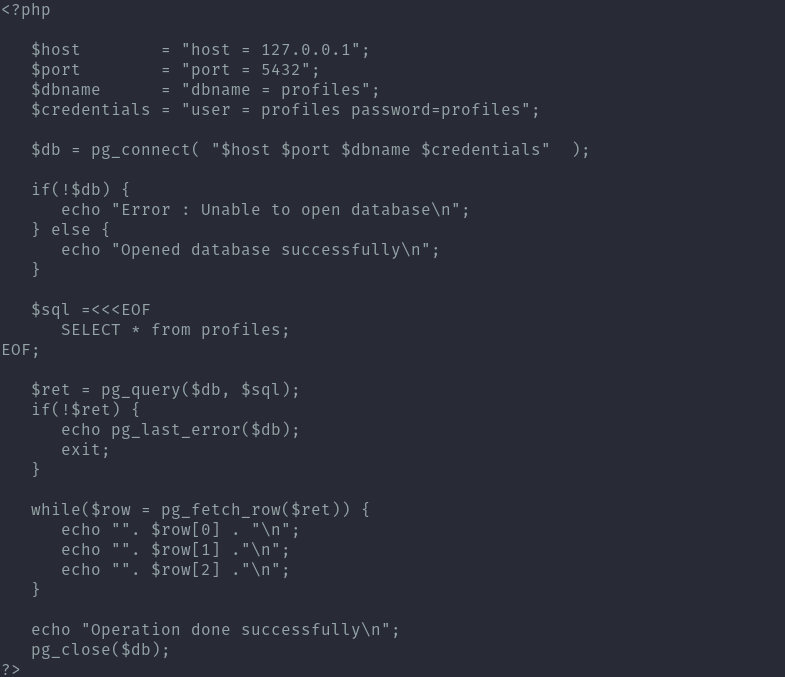 <?php
$host        = "host = 127.0.0.1";
$port        = "port = 5432";
$dbname      = "dbname = profiles";
$credentials = "user = profiles password=profiles";
$db = pg_connect( "$host $port $dbname $credentials"  );
if(!$db) {
echo "Error : Unable to open database\n";
} else {
echo "Opened database successfully\n";
}
$sql =<<<EOF
SELECT * from profiles;
EOF;
$ret = pg_query($db, $sql);
if(!$ret) {
echo pg_last_error($db);
exit;
}
while($row = pg_fetch_row($ret)) {
echo "". $row[0] . "\n";
echo "". $row[1] ."\n";
echo "". $row[2] ."\n";
}
echo "Operation done successfully\n";
pg_close($db);
?>